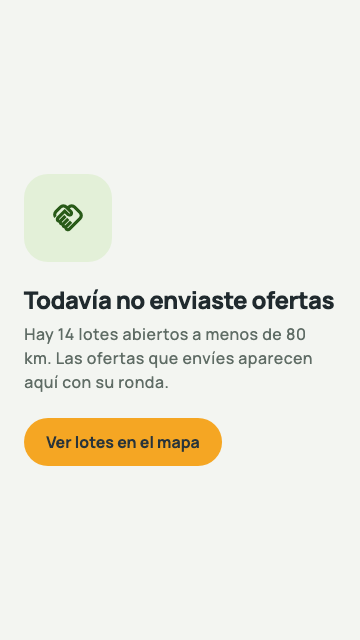 Todavía no enviaste ofertas
Hay 14 lotes abiertos a menos de 80
km. Las ofertas que envíes aparecen
aquí con su ronda.
Ver lotes en el mapa